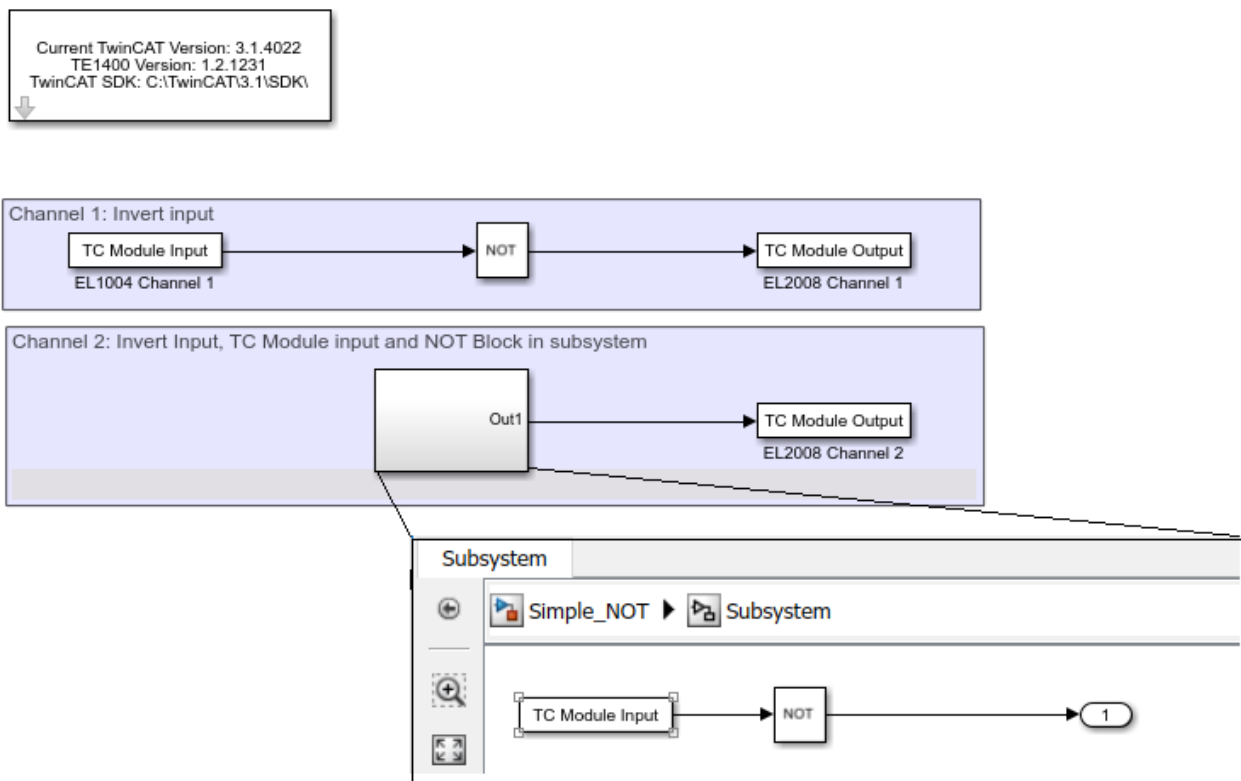 Current TwinCAT Version: 3.1.4022
TE1400 Version: 1.2.1231
TwinCAT SDK: C:\TwinCAT\3.1\SDK\
Channel 1: Invert input
TC Module Input
NOT
TC Module Output
EL1004 Channel 1
EL2008 Channel 1
Channel 2: Invert Input, TC Module input and NOT Block in subsystem
Out1
TC Module Output
EL2008 Channel 2
Subsystem
Simple_NOT
Subsystem
TC Module Input
NOT
1